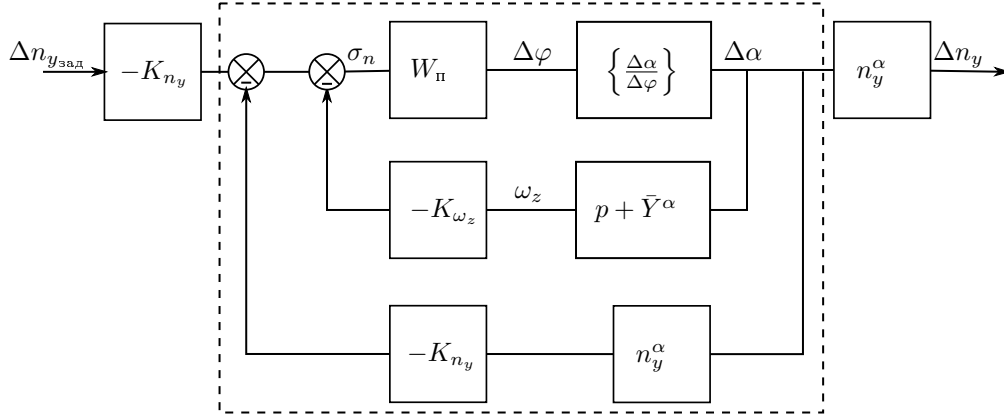 Δn_{y_{зад}}
−K_{n_y}
σ_n
W_п
Δφ
{Δα/Δφ}
Δα
n_y^α
Δn_y
−K_{ω_z}
ω_z
p + Ȳ^α
−K_{n_y}
n_y^α